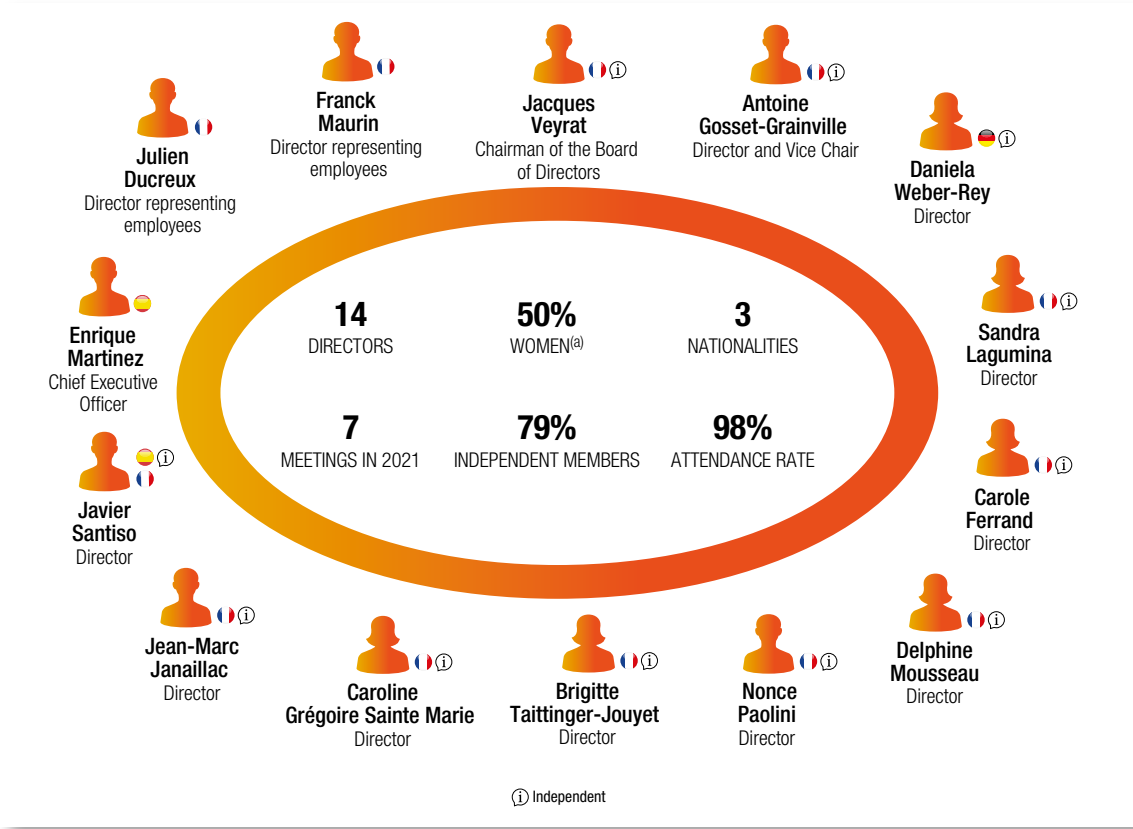 Franck
Maurin
Director representing
employees
Jacques
Veyrat
Chairman of the Board
of Directors
Antoine
Gosset-Grainville
Director and Vice Chair
Julien
Ducreux
Director representing
employees
Daniela
Weber-Rey
Director
Enrique
Martinez
Chief Executive
Officer
14
DIRECTORS
50%
WOMEN(a)
3
NATIONALITIES
Sandra
Lagumina
Director
7
MEETINGS IN 2021
79%
INDEPENDENT MEMBERS
98%
ATTENDANCE RATE
Javier
Santiso
Director
Carole
Ferrand
Director
Jean-Marc
Janaillac
Director
Caroline
Grégoire Sainte Marie
Director
Brigitte
Taittinger-Jouyet
Director
Nonce
Paolini
Director
Delphine
Mousseau
Director
i Independent